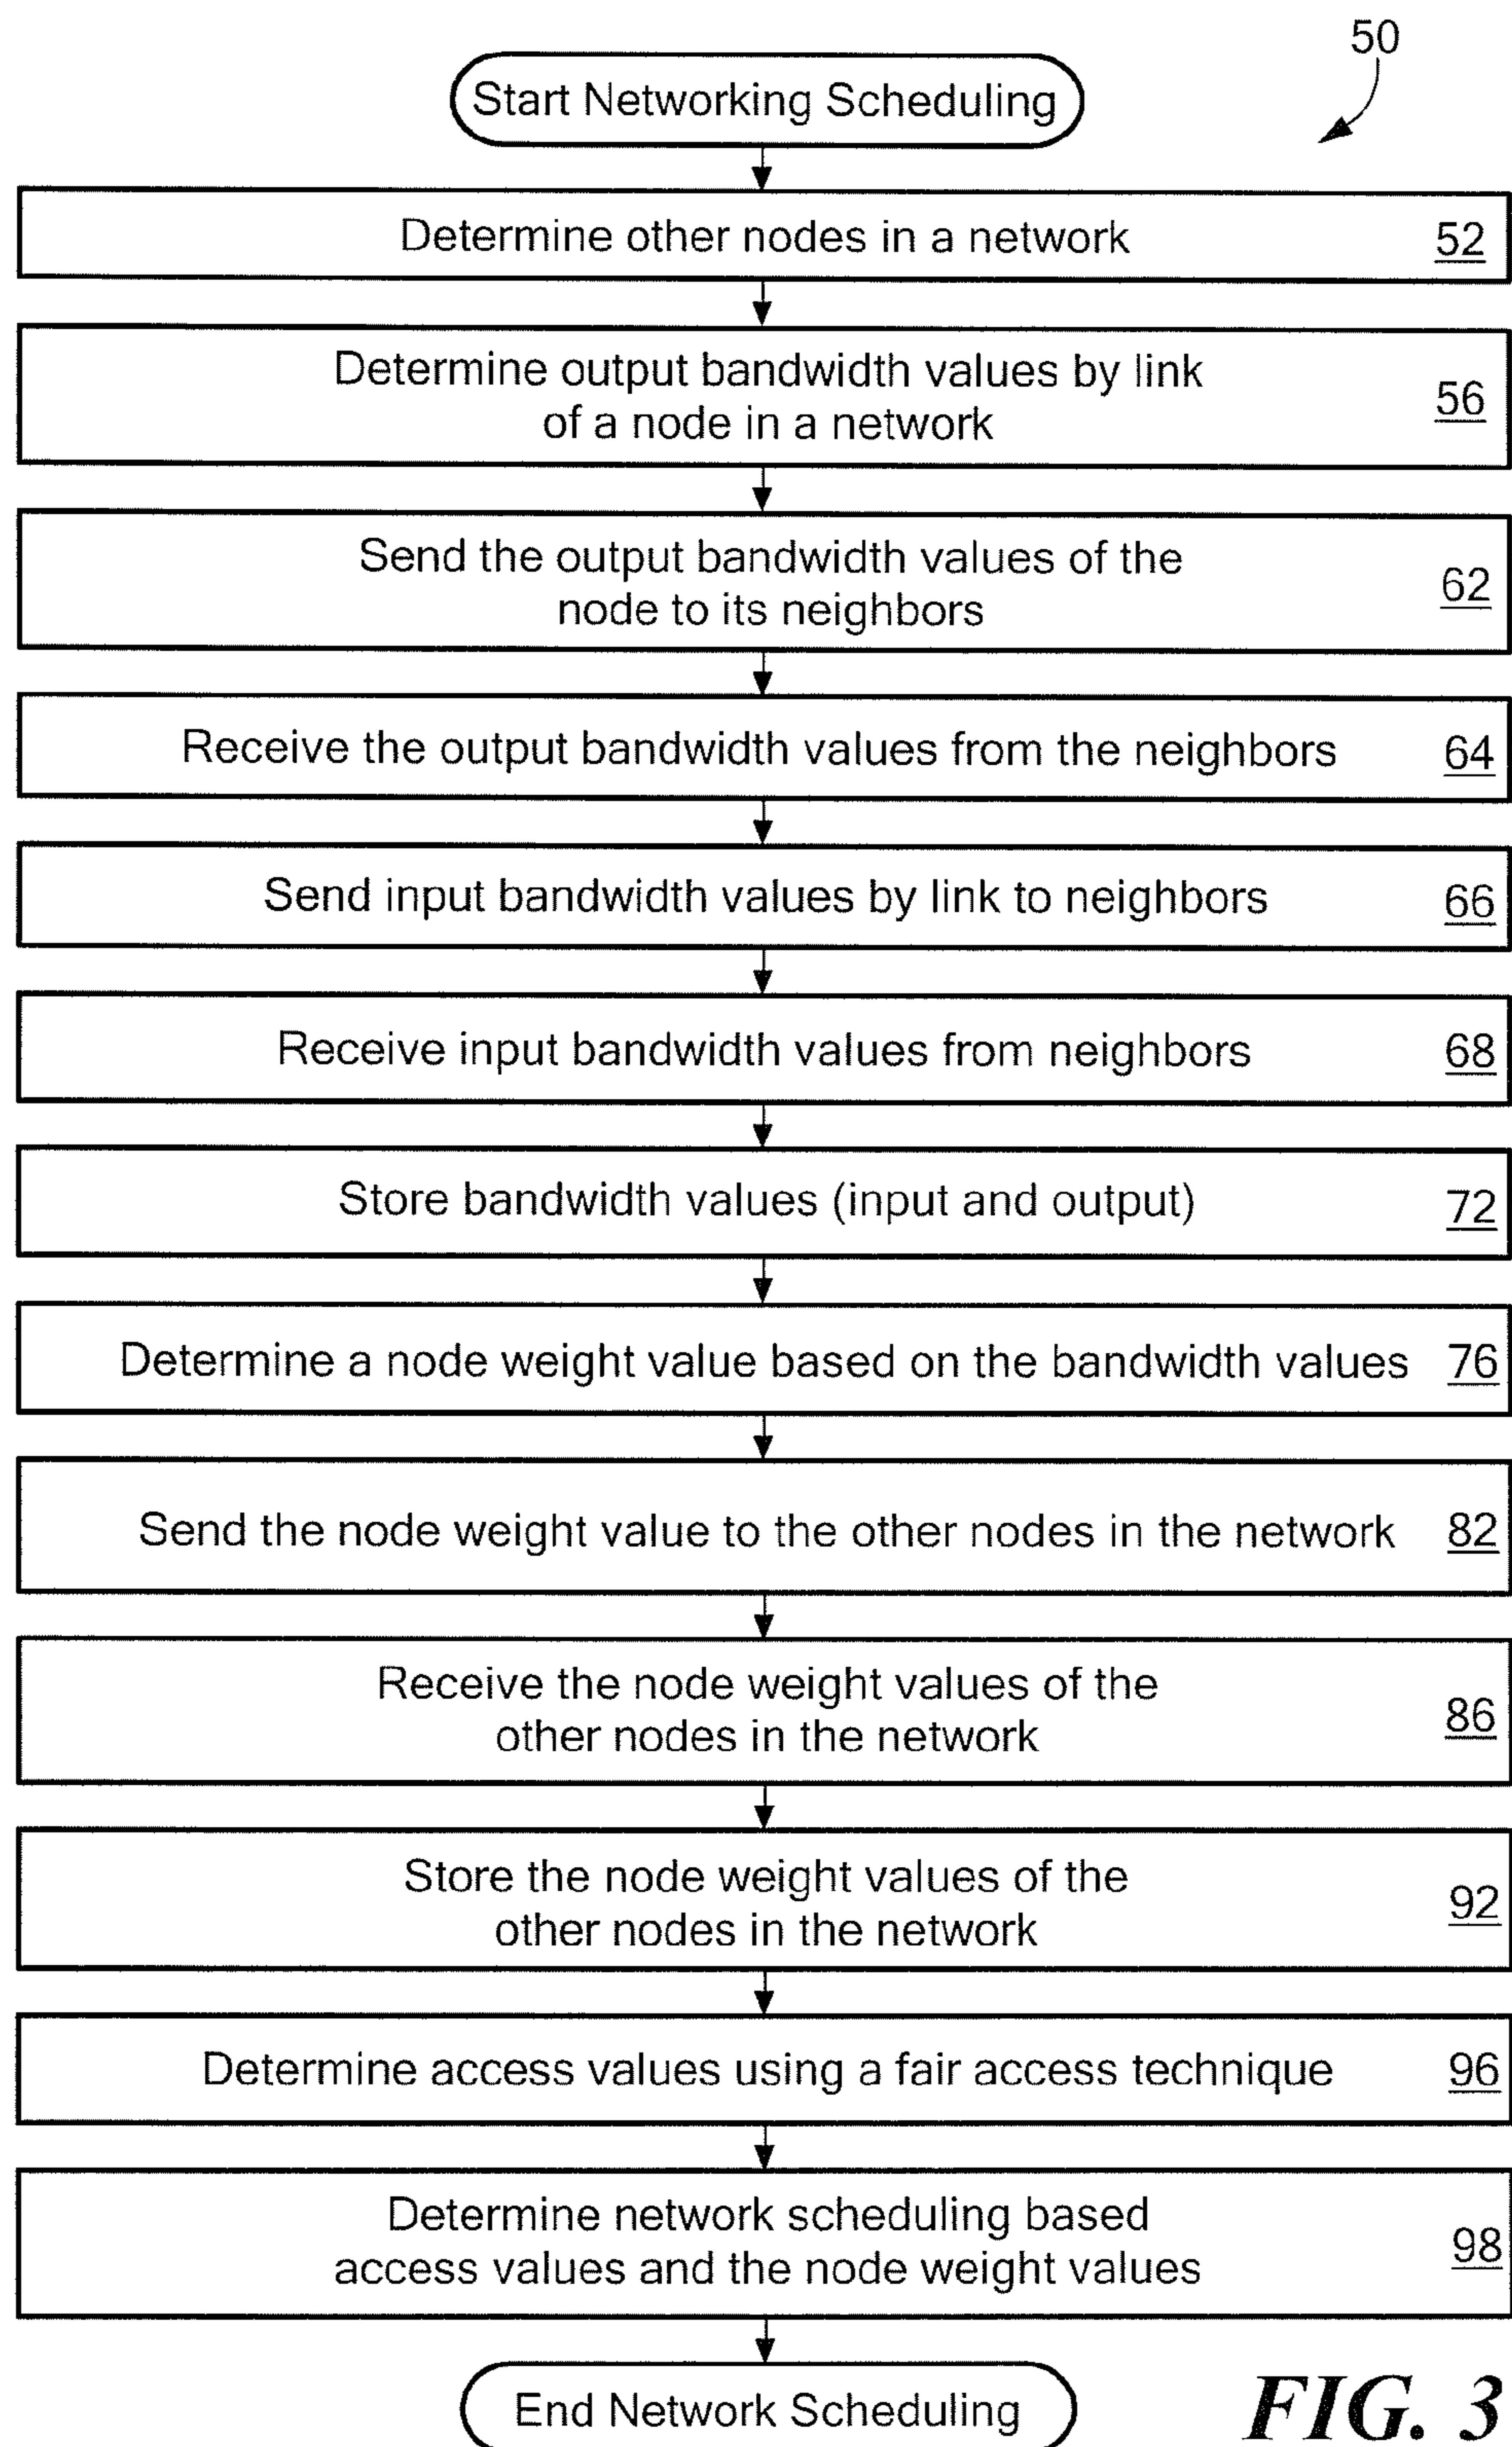 50
Start Networking Scheduling
Determine other nodes in a network 52
Determine output bandwidth values by link
of a node in a network
56
Send the output bandwidth values of the
node to its neighbors
62
Receive the output bandwidth values from the neighbors 64
Send input bandwidth values by link to neighbors 66
Receive input bandwidth values from neighbors 68
Store bandwidth values (input and output) 72
Determine a node weight value based on the bandwidth values 76
Send the node weight value to the other nodes in the network 82
Receive the node weight values of the
other nodes in the network
86
Store the node weight values of the
other nodes in the network
92
Determine access values using a fair access technique 96
Determine network scheduling based
access values and the node weight values
98
End Network Scheduling
FIG. 3